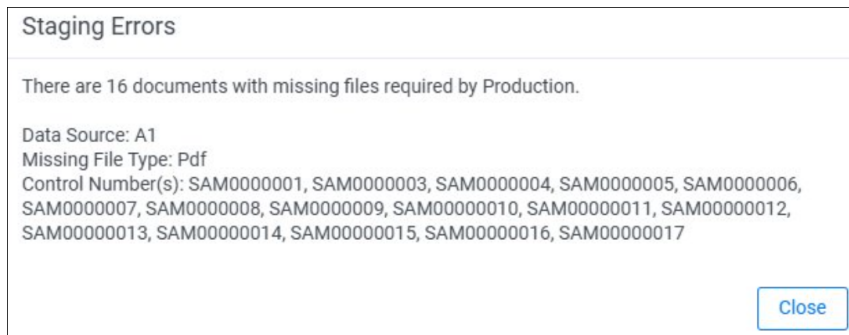 Staging Errors
There are 16 documents with missing files required by Production.
Data Source: A1
Missing File Type: Pdf
Control Number(s): SAM0000001, SAM0000003, SAM0000004, SAM0000005, SAM0000006,
SAM0000007, SAM0000008, SAM0000009, SAM00000010, SAM00000011, SAM00000012,
SAM00000013, SAM00000014, SAM00000015, SAM00000016, SAM00000017
Close